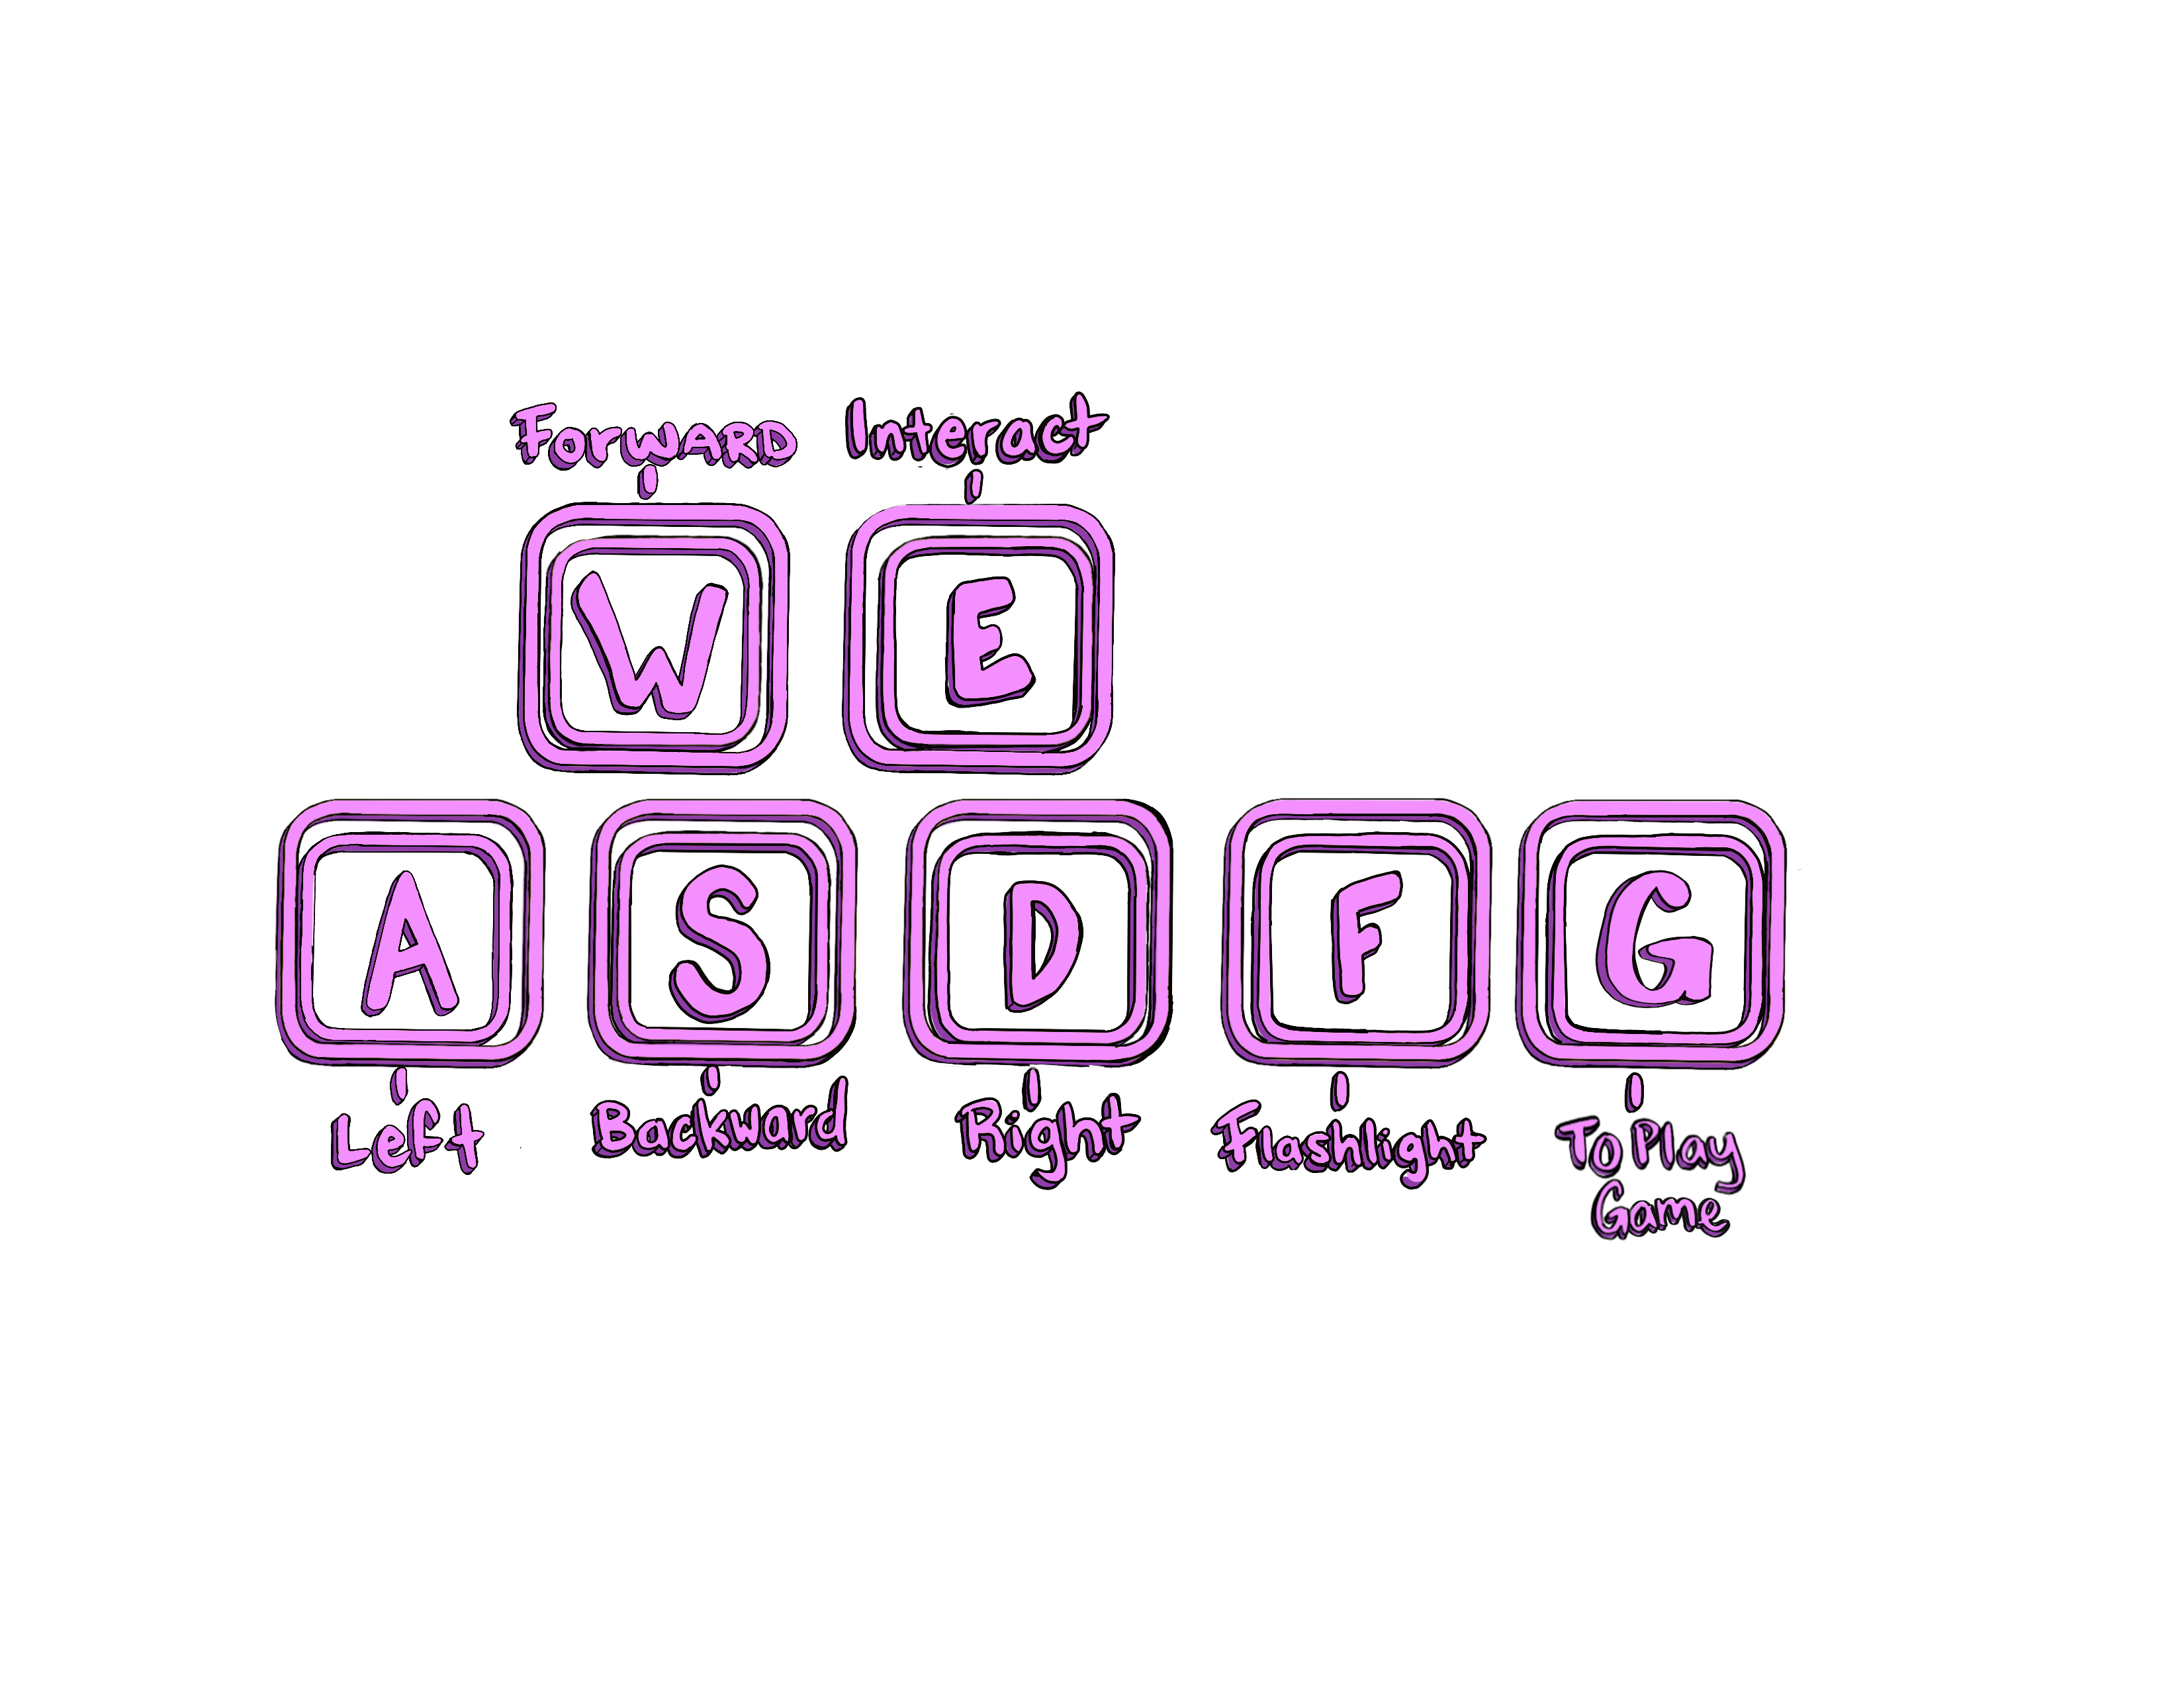 Forward Interact
W E
A S D F G
Left Backward Right Flashlight To Play
Game